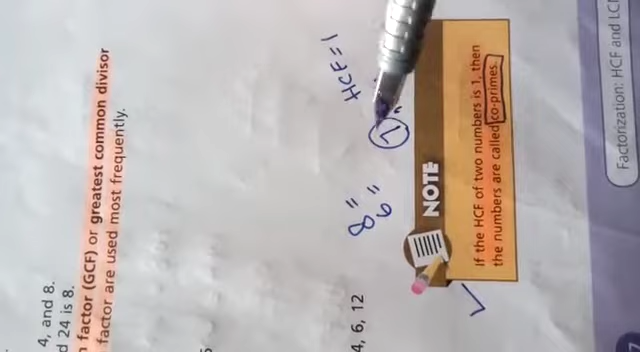 4, and 8.
d 24 is 8.
factor (GCF) or greatest common divisor
factor are used most frequently.
4, 6, 12
8 "
6 "
HCF = 1
1
NOTE
If the HCF of two numbers is 1, then
the numbers are called co-primes.
Factorization: HCF and LC
7